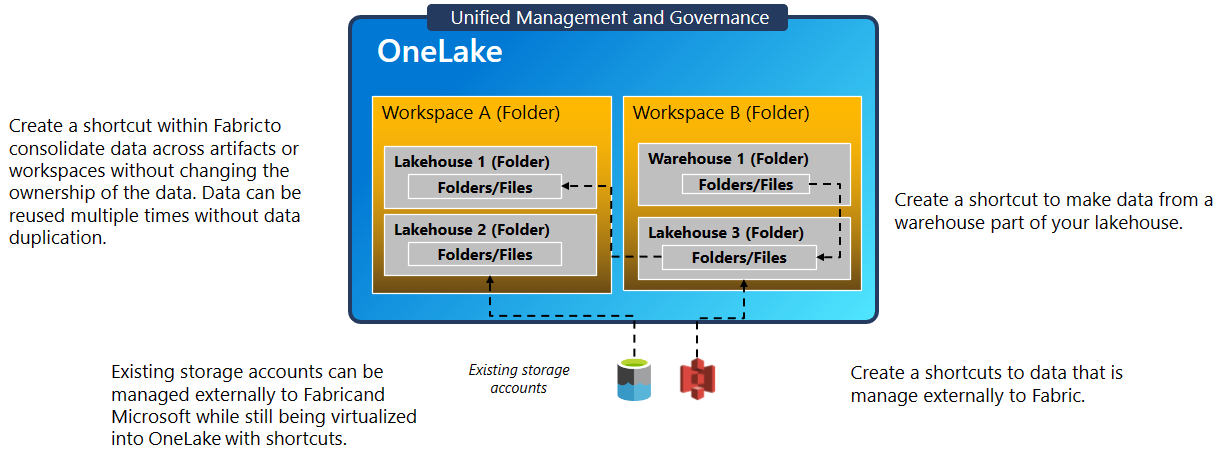 Unified Management and Governance
OneLake
Workspace A (Folder)
Lakehouse 1 (Folder)
Folders/Files
Lakehouse 2 (Folder)
Folders/Files
Workspace B (Folder)
Warehouse 1 (Folder)
Folders/Files
Lakehouse 3 (Folder)
Folders/Files
Create a shortcut within Fabricto
consolidate data across artifacts or
workspaces without changing the
ownership of the data. Data can be
reused multiple times without data
duplication.
Create a shortcut to make data from a
warehouse part of your lakehouse.
Existing storage accounts can be
managed externally to Fabricand
Microsoft while still being virtualized
into OneLake with shortcuts.
Existing storage
accounts
Create a shortcuts to data that is
manage externally to Fabric.